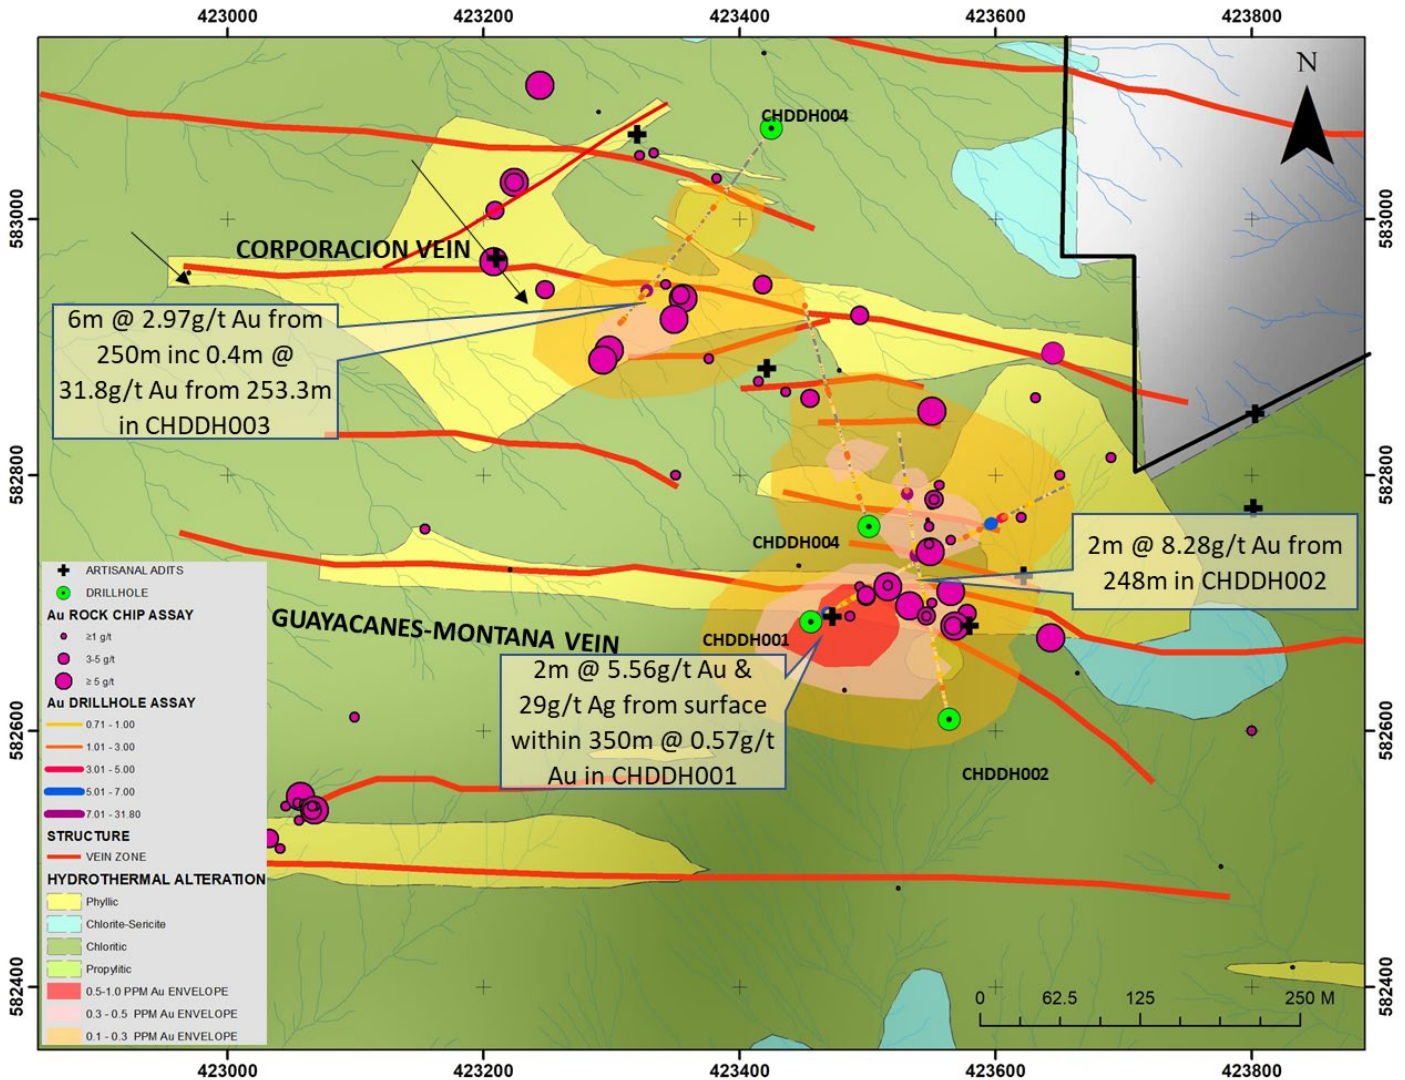 423000 423200 423400 423600 423800
N
CHDDH004
583000 583000
CORPORACION VEIN
6m @ 2.97g/t Au from
250m inc 0.4m @
31.8g/t Au from 253.3m
in CHDDH003
582800 582800
CHDDH004
2m @ 8.28g/t Au from
248m in CHDDH002
GUAYACANES-MONTANA VEIN
CHDDH001
2m @ 5.56g/t Au &
29g/t Ag from surface
within 350m @ 0.57g/t
Au in CHDDH001
582600 582600
CHDDH002
ARTISANAL ADITS
DRILLHOLE
Au ROCK CHIP ASSAY
≥1 g/t
3-5 g/t
≥ 5 g/t
Au DRILLHOLE ASSAY
0.71 - 1.00
1.01 - 3.00
3.01 - 5.00
5.01 - 7.00
7.01 - 31.80
STRUCTURE
VEIN ZONE
HYDROTHERMAL ALTERATION
Phyllic
Chlorite-Sericite
Chloritic
Propylitic
0.5-1.0 PPM Au ENVELOPE
0.3 - 0.5 PPM Au ENVELOPE
0.1 - 0.3 PPM Au ENVELOPE
582400 582400
0 62.5 125 250 M
423000 423200 423400 423600 423800